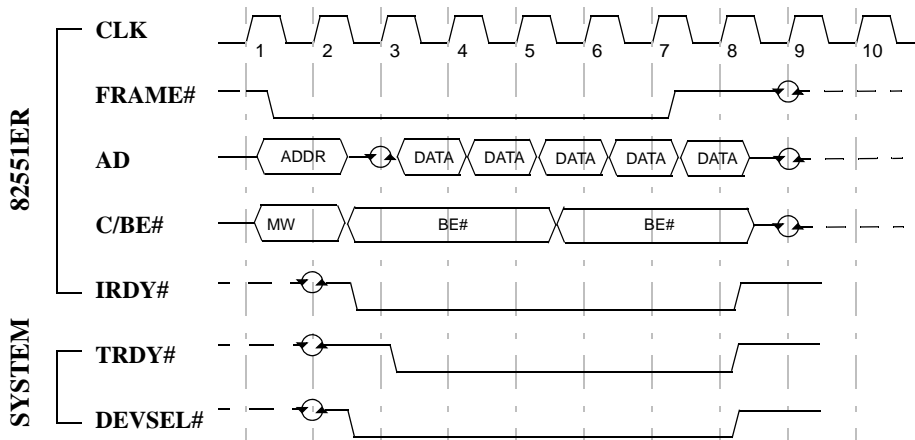 CLK
1 2 3 4 5 6 7 8 9 10
FRAME#
AD
ADDR DATA DATA DATA DATA DATA
C/BE#
MW BE# BE#
IRDY#
TRDY#
DEVSEL#
82551ER
SYSTEM